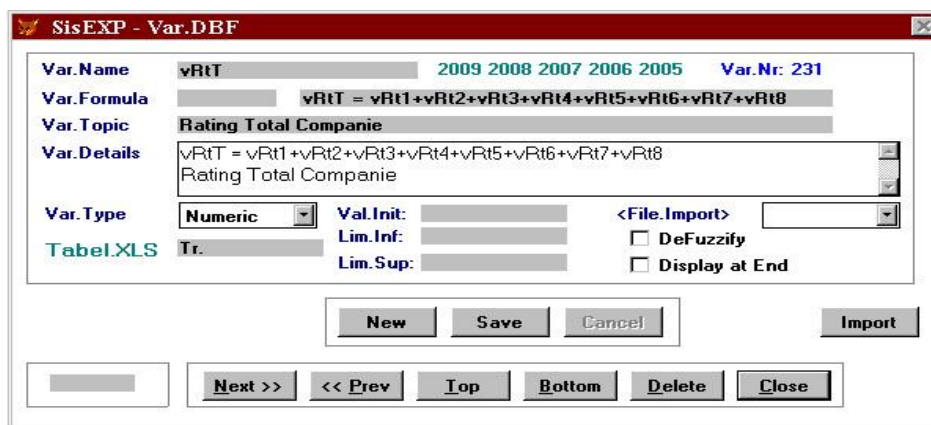 SisEXP - Var.DBF
Var.Name vRtT 2009 2008 2007 2006 2005 Var.Nr: 231
Var.Formula vRtT = vRt1+vRt2+vRt3+vRt4+vRt5+vRt6+vRt7+vRt8
Var.Topic Rating Total Companie
Var.Details vRtT = vRt1+vRt2+vRt3+vRt4+vRt5+vRt6+vRt7+vRt8
Rating Total Companie
Var.Type Numeric Val.Init: <File.Import>
Tabel.XLS Tr. Lim.Inf: DeFuzzify
Lim.Sup: Display at End
New Save Cancel Import
Next >> << Prev Top Bottom Delete Close